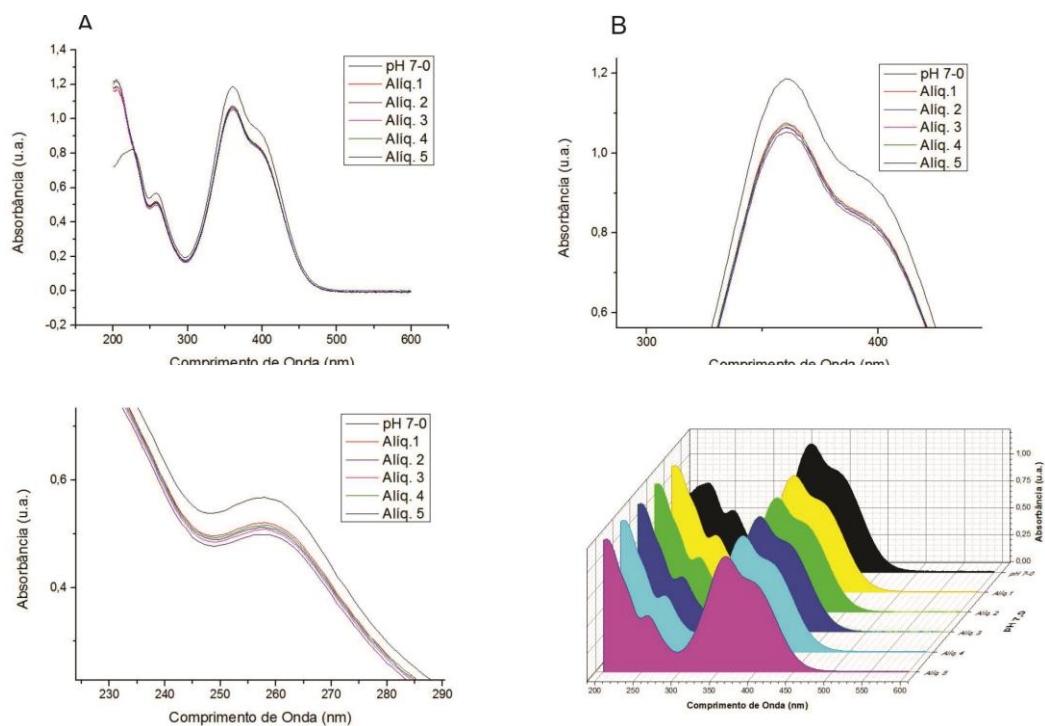 A
1,4
1,2
1,0
0,8
0,6
0,4
0,2
0,0
-0,2
Absorbância (u.a.)
200
300
400
500
600
Comprimento de Onda (nm)
pH 7-0
Aliq.1
Aliq. 2
Aliq. 3
Aliq. 4
Aliq. 5
B
1,2
1,0
0,8
0,6
Absorbância (u.a.)
300
400
Comprimento de Onda (nm)
pH 7-0
Aliq.1
Aliq. 2
Aliq. 3
Aliq. 4
Aliq. 5
0,6
0,4
Absorbância (u.a.)
230
240
250
260
270
280
290
Comprimento de Onda (nm)
pH 7-0
Aliq.1
Aliq. 2
Aliq. 3
Aliq. 4
Aliq. 5
1,00
0,75
0,50
0,25
0,00
Absorbância (u.a.)
pH 7-0
Aliq.1
Aliq. 2
Aliq. 3
Aliq. 4
Aliq. 5
pH 7-0
200
250
300
350
400
450
500
550
600
Comprimento de Onda (nm)